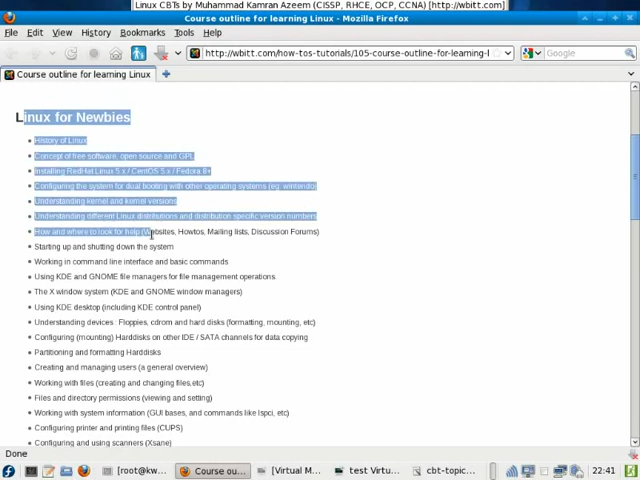 Linux CBTs by Muhammad Kamran Azeem (CISSP, RHCE, OCP, CCNA) [http://wbitt.com]
Course outline for learning Linux - Mozilla Firefox
File Edit View History Bookmarks Tools Help
http://wbitt.com/how-tos-tutorials/105-course-outline-for-learning-l
Google
Course outline for learning Linux
Linux for Newbies
History of Linux
Concept of free software, open source and GPL
Installing RedHat Linux 5.x / CentOS 5.x / Fedora 8+
Configuring the system for dual booting with other operating systems (eg. winendo)
Understanding kernel and kernel versions
Understanding different Linux distributions and distribution specific version numbers
How and where to look for help (Websites, Howtos, Mailing lists, Discussion Forums)
Starting up and shutting down the system
Working in command line interface and basic commands
Using KDE and GNOME file managers for file management operations.
The X window system (KDE and GNOME window managers)
Using KDE desktop (including KDE control panel)
Understanding devices : Floppies, cdrom and hard disks (formatting, mounting, etc)
Configuring (mounting) Harddisks on other IDE / SATA channels for data copying
Partitioning and formatting Harddisks
Creating and managing users (a general overview)
Working with files (creating and changing files,etc)
Files and directory permissions (viewing and setting)
Working with system information (GUI bases, and commands like lspci, etc)
Configuring printer and printing files (CUPS)
Configuring and using scanners (Xsane)
Done
[root@kw... Course ou... [Virtual M... test Virtu... cbt-topic... 22:41